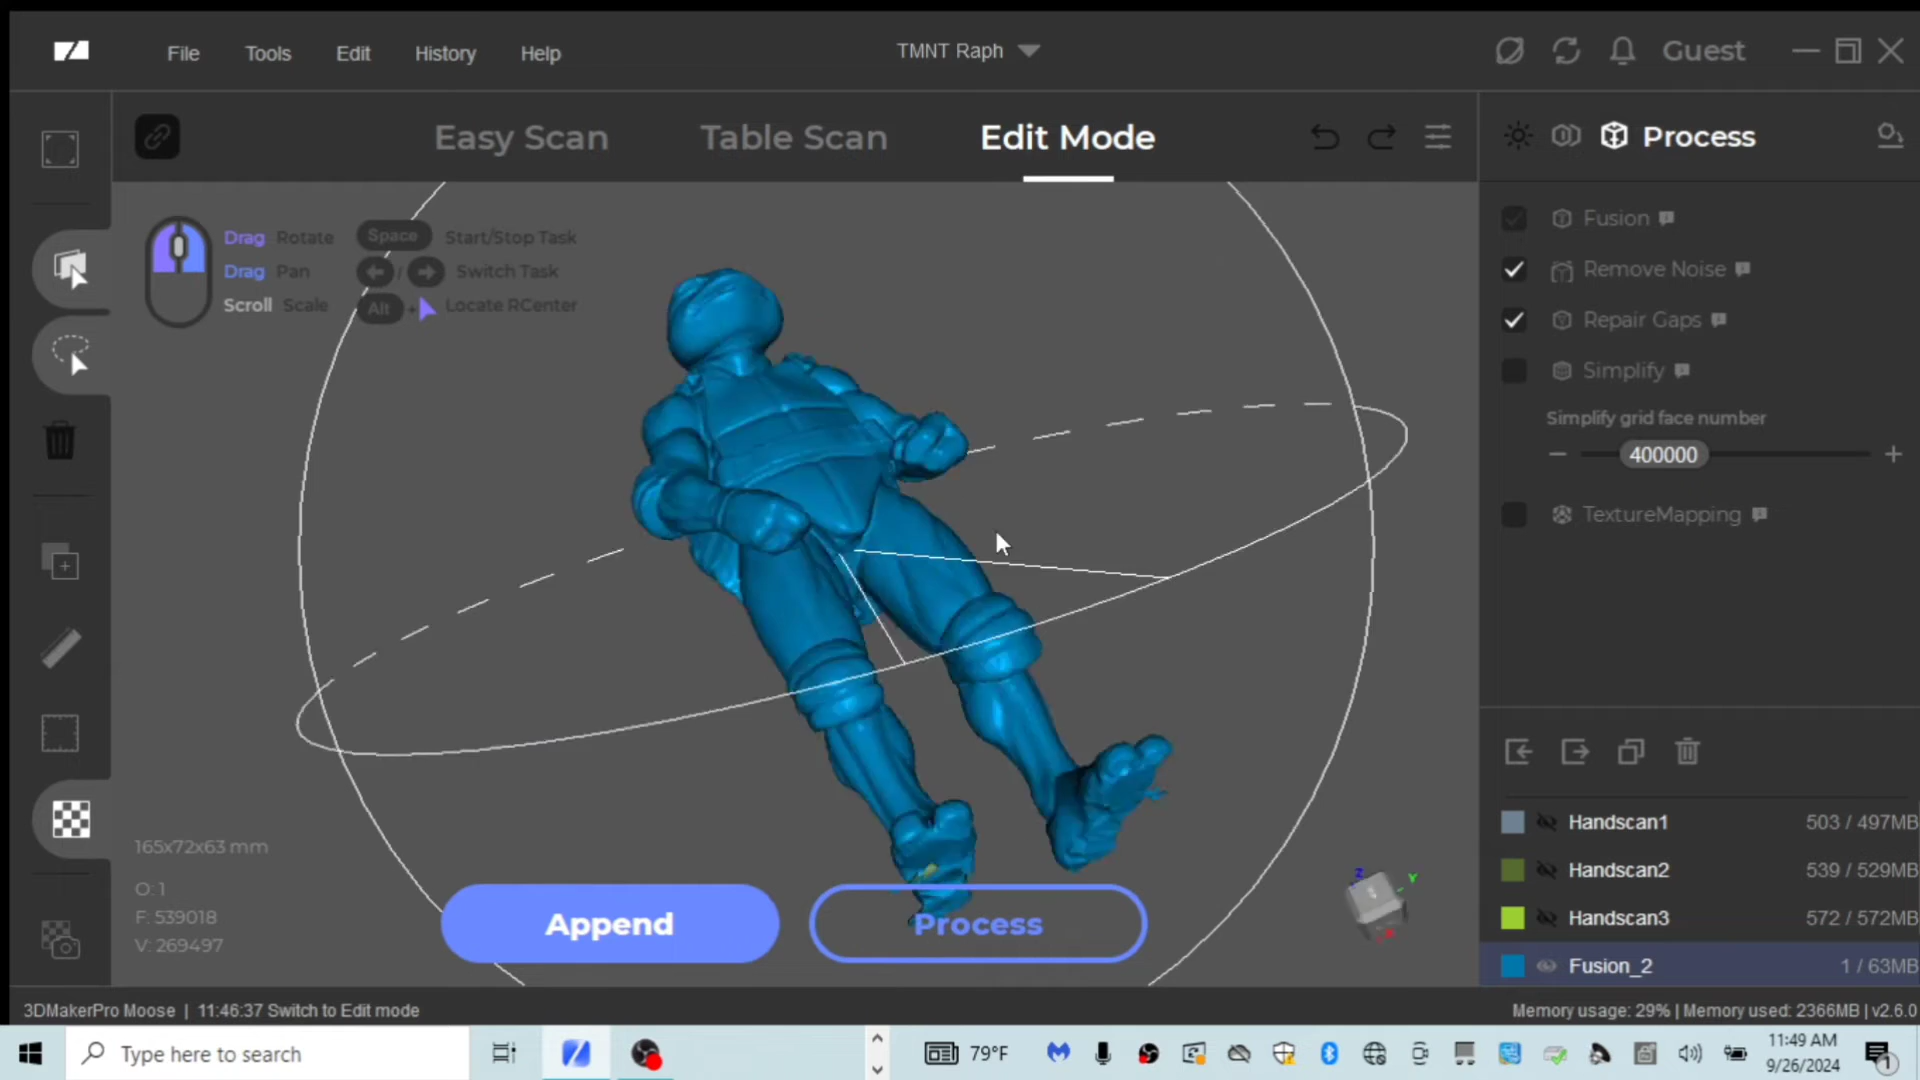 File Tools Edit History Help TMNT Raph Guest
Easy Scan Table Scan Edit Mode Process
Drag Rotate Space Start/Stop Task
Drag Pan / Switch Task
Scroll Scale Alt + Locate RCenter
Fusion
Remove Noise
Repair Gaps
Simplify
Simplify grid face number
− 400000 +
TextureMapping
165x72x63 mm
O: 1
F: 539018
V: 269497
Append Process
Z Y X
Handscan1 503 / 497MB
Handscan2 539 / 529MB
Handscan3 572 / 572MB
Fusion_2 1 / 63MB
3DMakerPro Moose | 11:46:37 Switch to Edit mode Memory usage: 29% | Memory used: 2366MB | v2.6.0
Type here to search 79°F 11:49 AM
9/26/2024
1